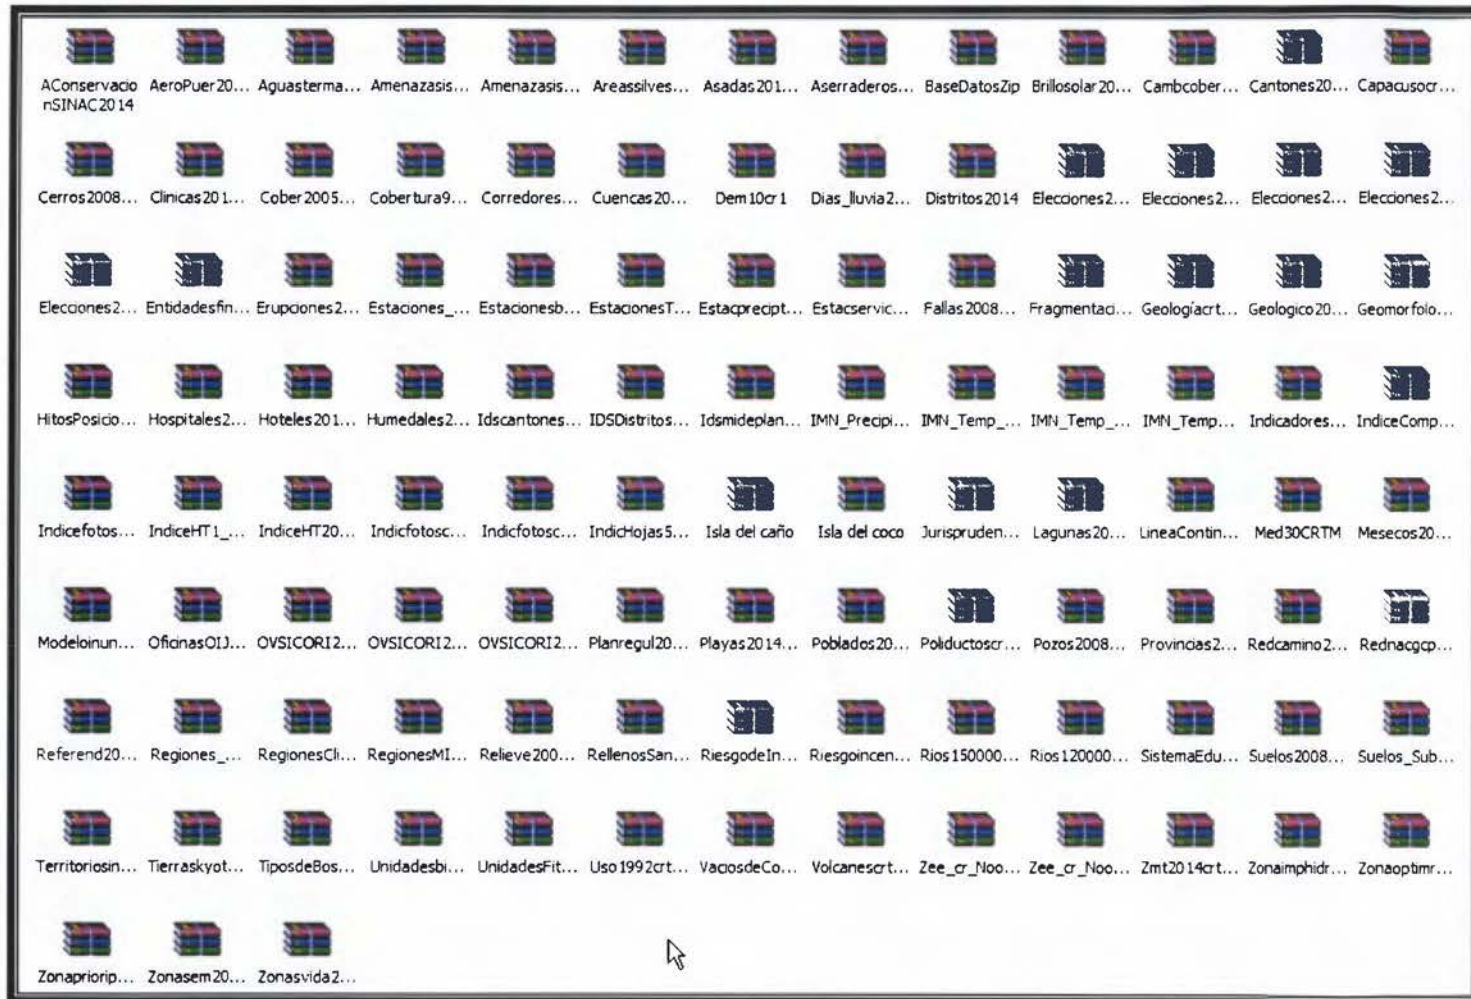 AConservacio AeroPuer20... Aguasterma... Amenazasis... Amenazasis... Areassilves... Asadas201... Aserraderos... BaseDatosZip Brillosolar20... Cambcober... Cantones20... Capacusocr...
nSINAC2014
Cerros2008... Clinicas201... Cober2005... Cobertura9... Corredores... Cuencas20... Dem10cr1 Dias_lluvia2... Distritos2014 Elecciones2... Elecciones2... Elecciones2... Elecciones2...
Elecciones2... Entidadesfin... Erupciones2... Estaciones_... Estacionesb... EstacionesT... Estacprecipt... Estacservic... Fallas2008... Fragmentaci... Geologíacrt... Geologico20... Geomorfolo...
HitosPosicio... Hospitales2... Hoteles201... Humedales2... Idscantones... IDSDistritos... Idsmideplan... IMN_Precipi... IMN_Temp_... IMN_Temp_... IMN_Temp... Indicadores... IndiceComp...
Indicefotos... IndiceHT1_... IndiceHT20... Indicfotosc... Indicfotosc... IndicHojas5... Isla del caño Isla del coco Jurispruden... Lagunas20... LineaContin... Med30CRTM Mesecos20...
Modeloinun... OficinasOIJ... OVSICORI2... OVSICORI2... OVSICORI2... Planregul20... Playas2014... Poblados20... Poliductoscr... Pozos2008... Provincias2... Redcamino2... Rednacgcp...
Referend20... Regiones_... RegionesCli... RegionesMI... Relieve200... RellenosSan... RiesgodeIn... Riesgoincen... Rios150000... Rios120000... SistemaEdu... Suelos2008... Suelos_Sub...
Territoriosin... Tierraskyot... TiposdeBos... Unidadesbi... UnidadesFit... Uso1992crt... VaciosdeCo... Volcanescrt... Zee_cr_Noo... Zee_cr_Noo... Zmt2014crt... Zonaimphidr... Zonaoptimr...
Zonapriorip... Zonasem20... Zonasvida2...